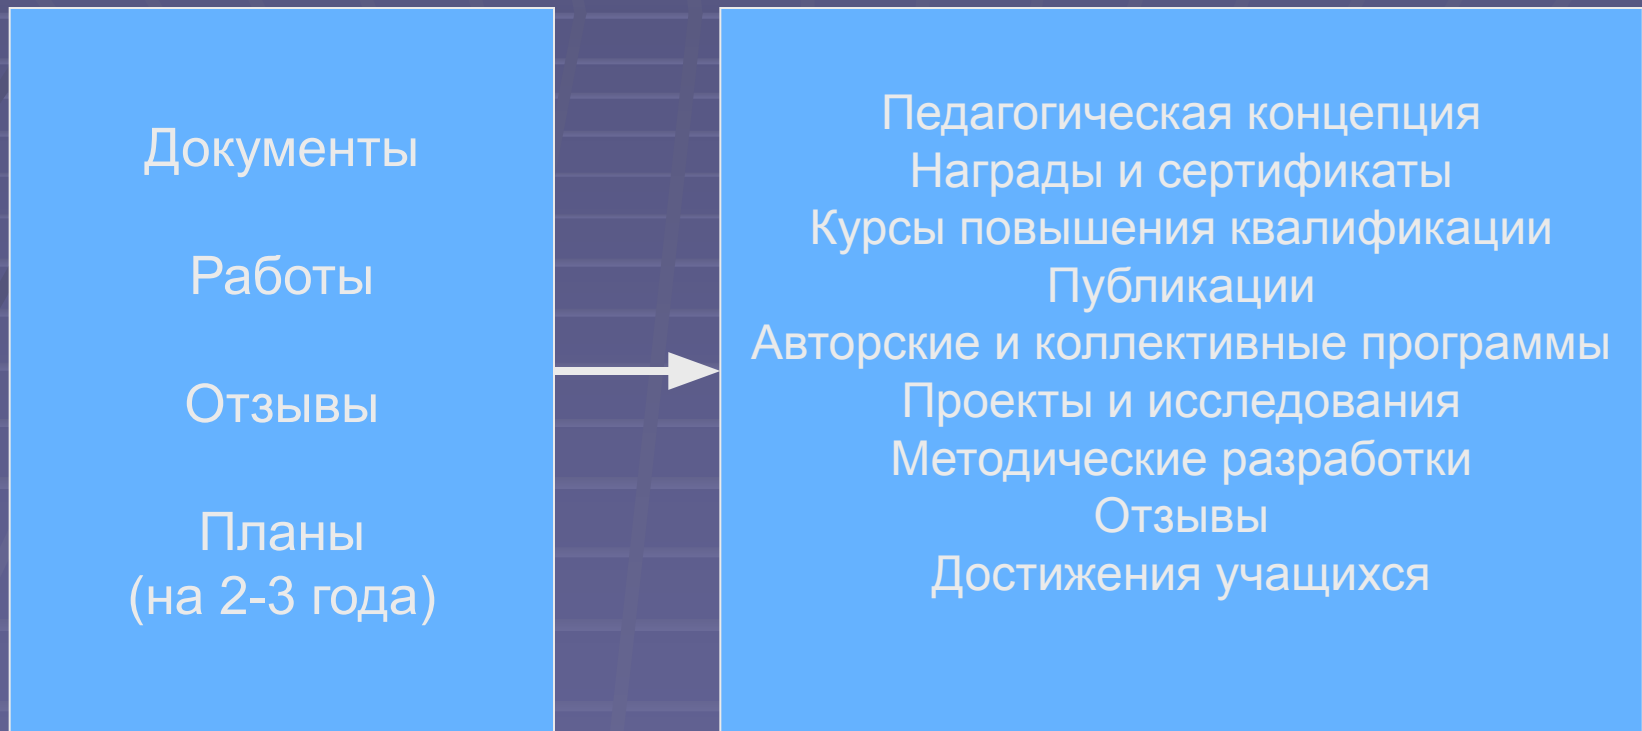 Документы
Работы
Отзывы
Планы
(на 2-3 года)
Педагогическая концепция
Награды и сертификаты
Курсы повышения квалификации
Публикации
Авторские и коллективные программы
Проекты и исследования
Методические разработки
Отзывы
Достижения учащихся